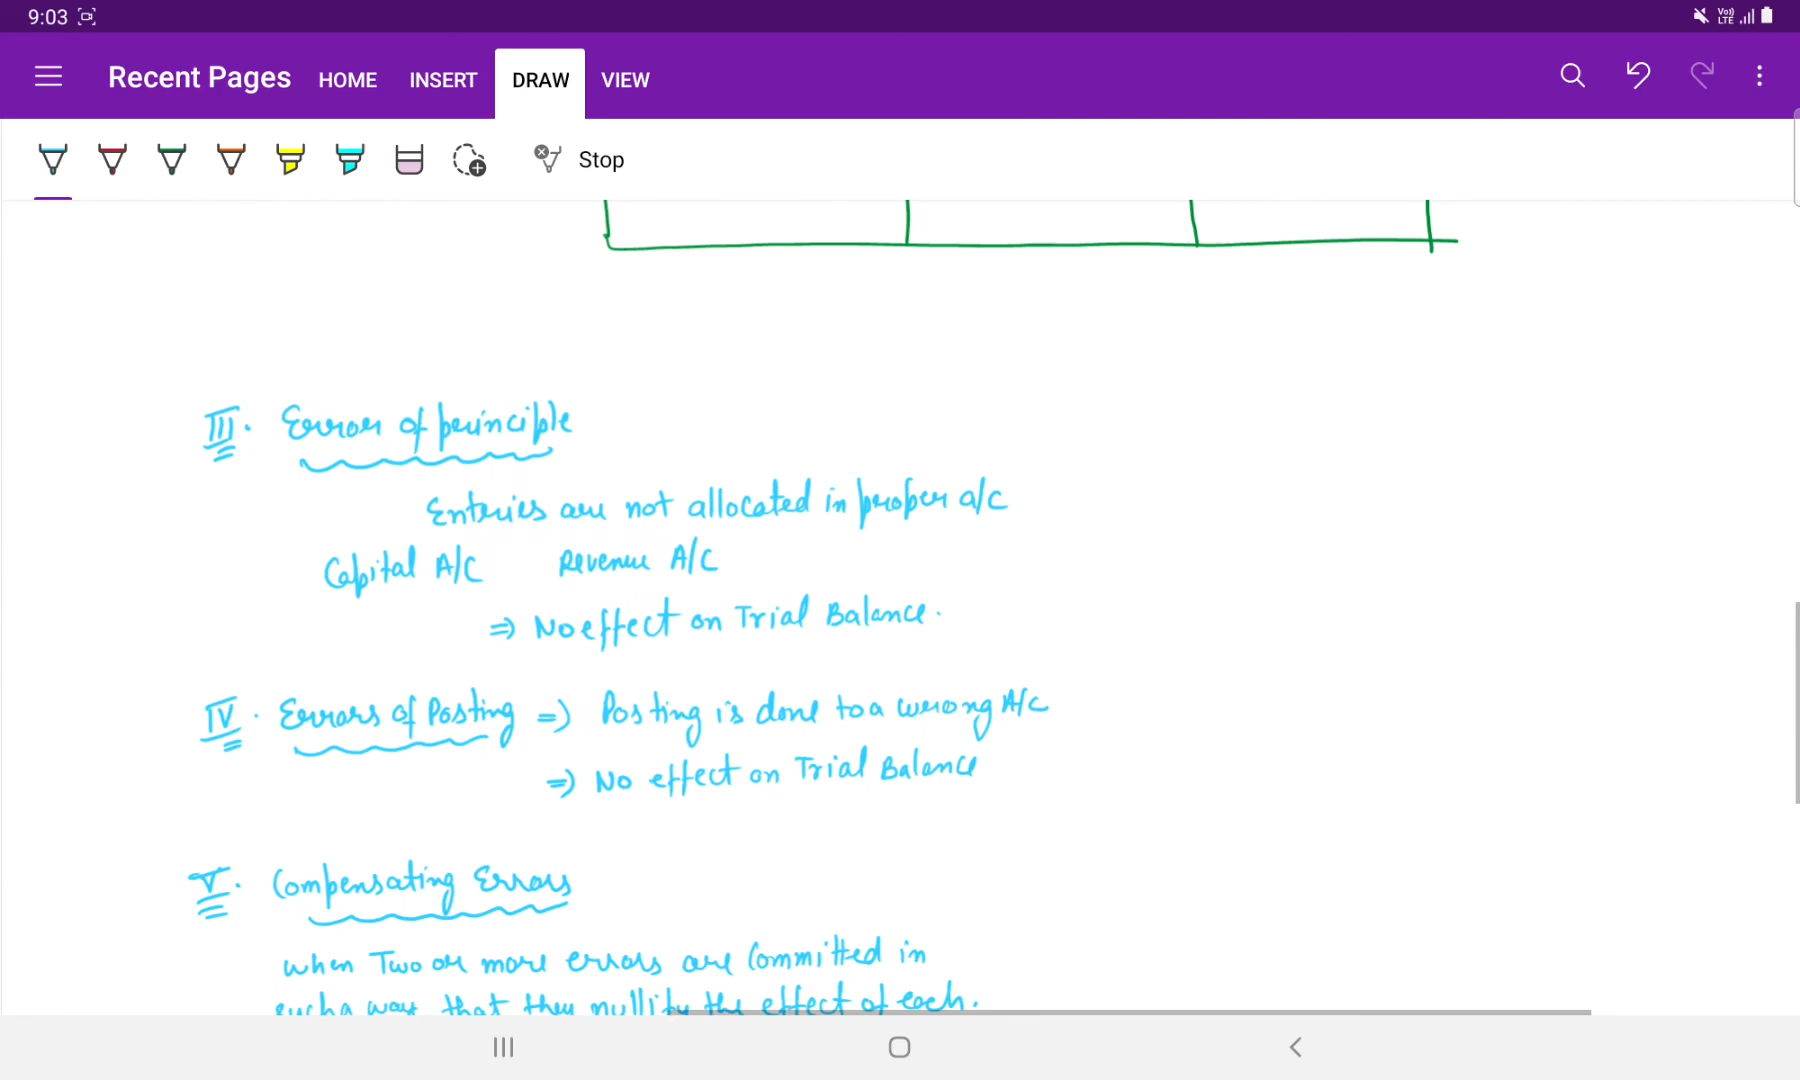 9:03
Vo)) LTE
Recent Pages HOME INSERT DRAW VIEW
Stop
III. Error of principle
Entries are not allocated in proper a/c
Capital A/C Revenue A/C
⇒ No effect on Trial Balance.
IV. Errors of Posting ⇒ Posting is done to a wrong A/C
⇒ No effect on Trial Balance
V. Compensating Errors
when Two or more errors are Committed in
such a way that they nullify the effect of each.